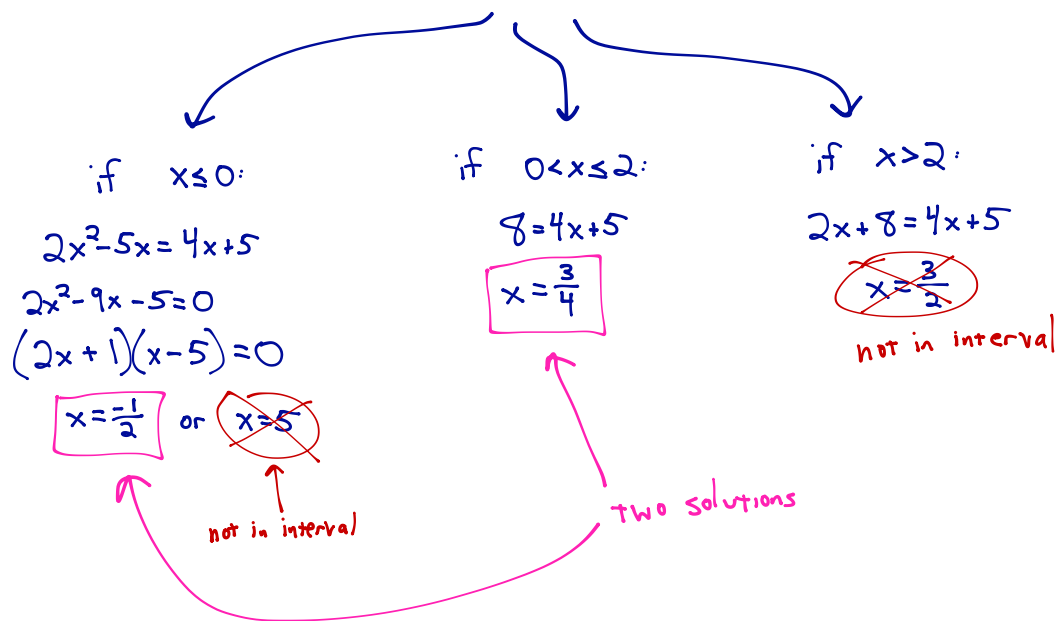 if x≤0:
2x²-5x=4x+5
2x²-9x-5=0
(2x+1)(x-5)=0
x=-1/2 or x=5
not in interval
if 0<x≤2:
8=4x+5
x=3/4
two solutions
if x>2:
2x+8=4x+5
x=3/2
not in interval